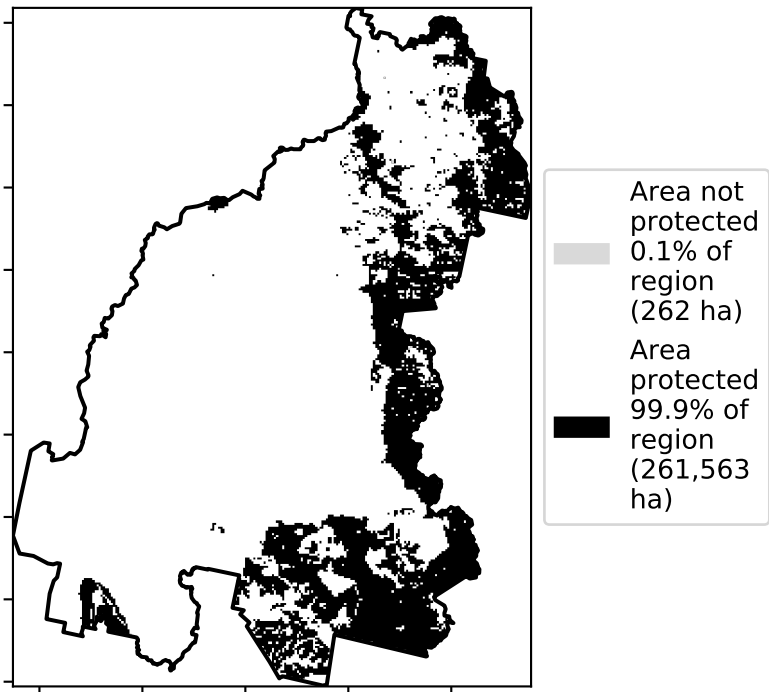 Area not
protected
0.1% of
region
(262 ha)
Area
protected
99.9% of
region
(261,563
ha)